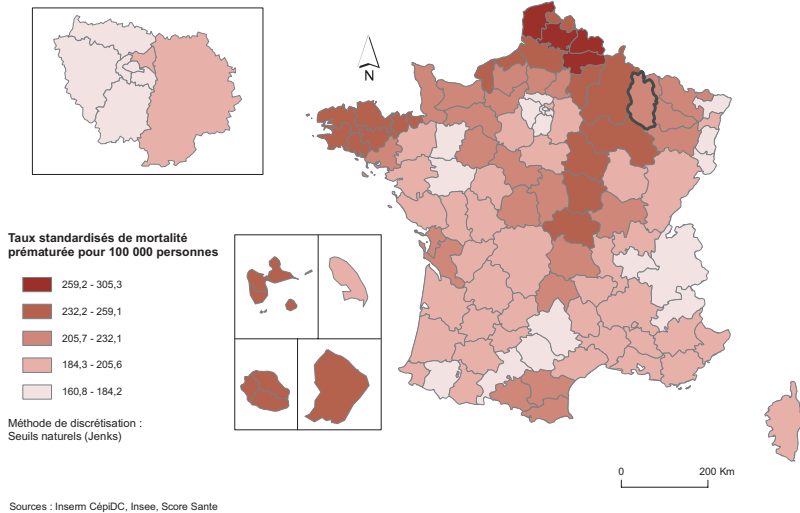 N
Taux standardisés de mortalité
prématurée pour 100 000 personnes
259,2 - 305,3
232,2 - 259,1
205,7 - 232,1
184,3 - 205,6
160,8 - 184,2
Méthode de discrétisation :
Seuils naturels (Jenks)
0 200 Km
Sources : Inserm CépiDC, Insee, Score Sante